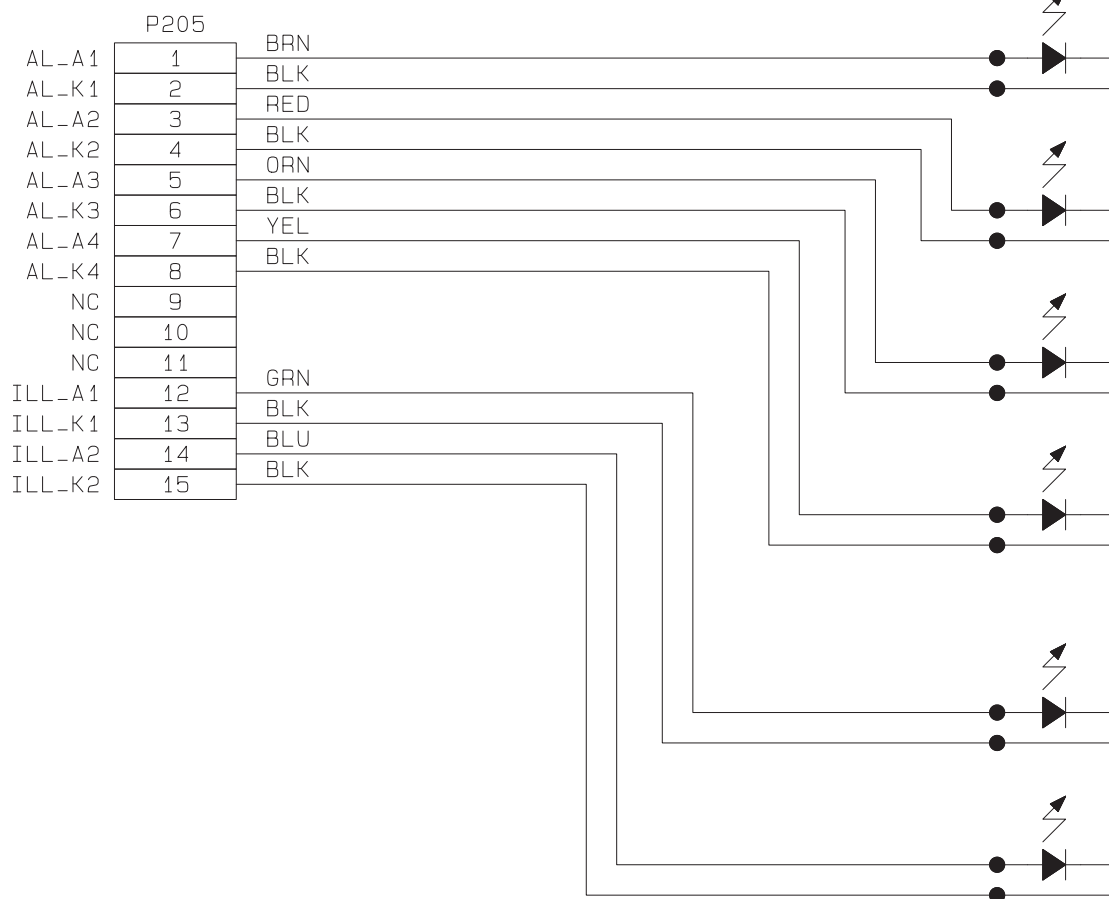 P205
AL_A1 1 BRN
AL_K1 2 BLK
AL_A2 3 RED
AL_K2 4 BLK
AL_A3 5 ORN
AL_K3 6 BLK
AL_A4 7 YEL
AL_K4 8 BLK
NC 9
NC 10
NC 11
ILL_A1 12 GRN
ILL_K1 13 BLK
ILL_A2 14 BLU
ILL_K2 15 BLK